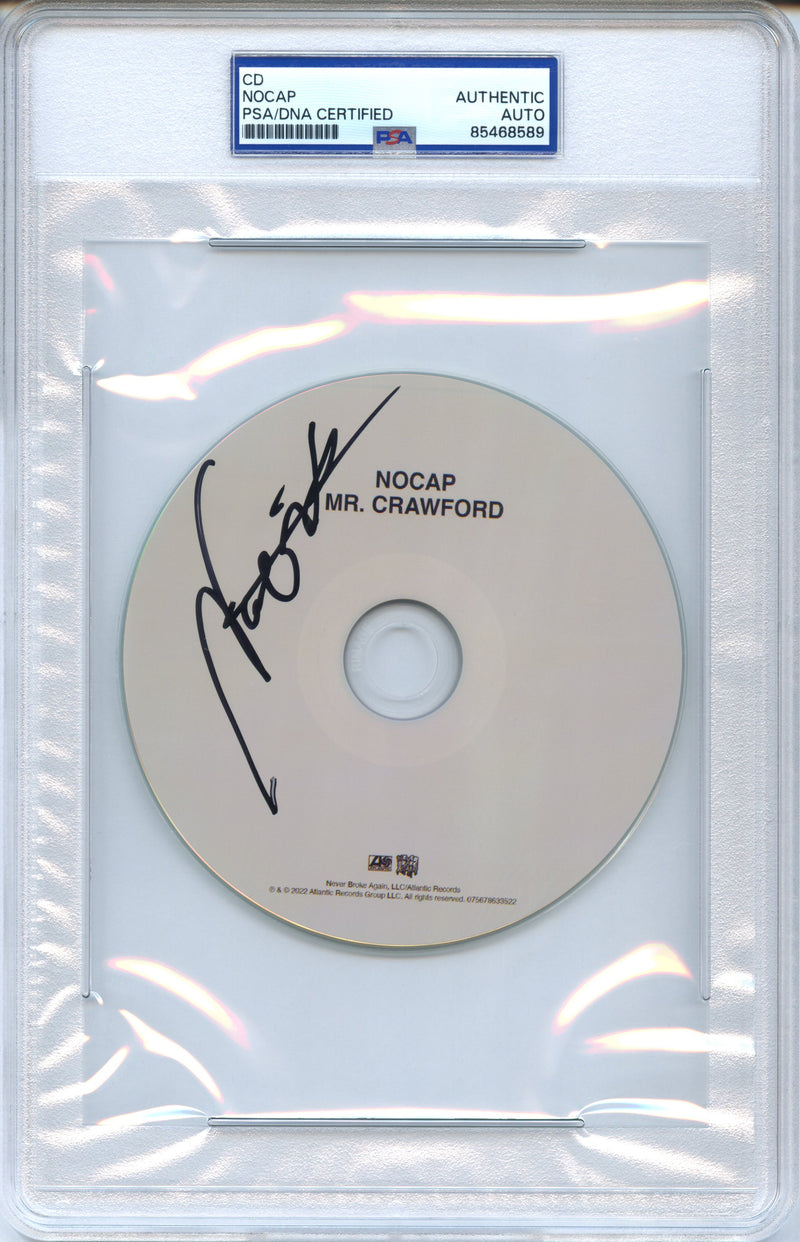 CD
NOCAP
PSA/DNA CERTIFIED
AUTHENTIC
AUTO
85468589
PSA
NOCAP
MR. CRAWFORD
Never Broke Again, LLC/Atlantic Records
℗ & © 2022 Atlantic Records Group LLC. All rights reserved. 075678633522